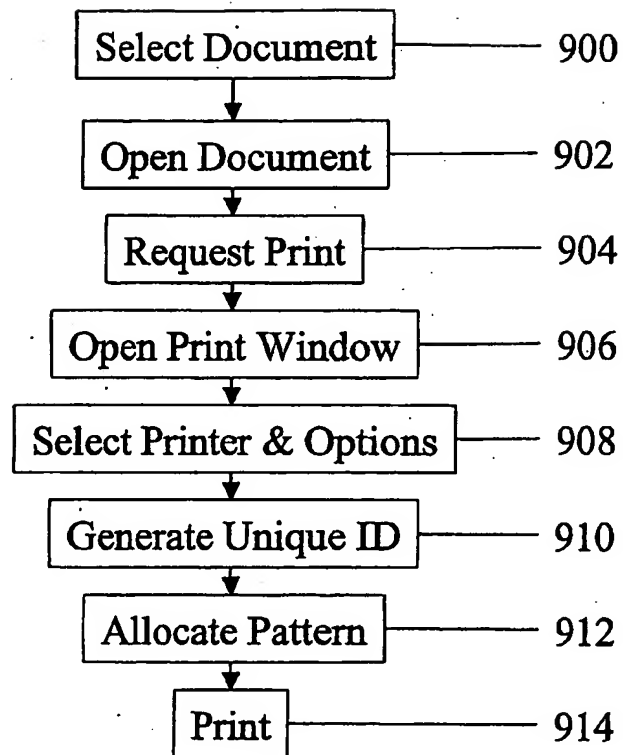 Select Document 900
Open Document 902
Request Print 904
Open Print Window 906
Select Printer & Options 908
Generate Unique ID 910
Allocate Pattern 912
Print 914